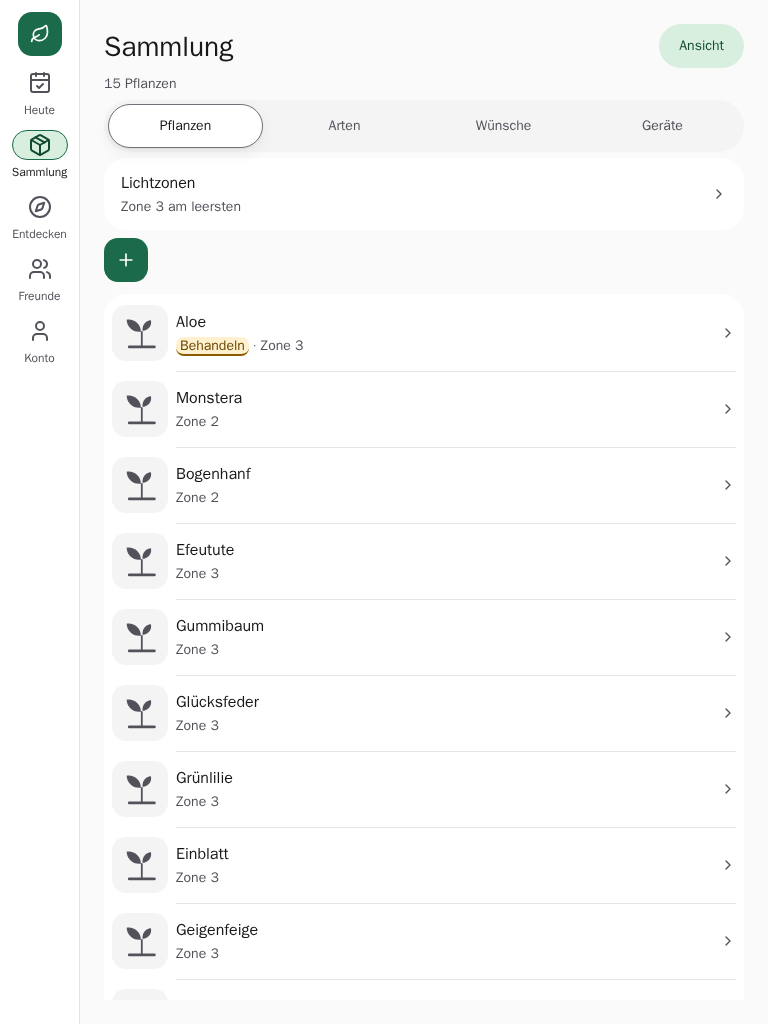 Heute
Sammlung
Entdecken
Freunde
Konto
Sammlung
Ansicht
15 Pflanzen
Pflanzen
Arten
Wünsche
Geräte
Lichtzonen
Zone 3 am leersten
Aloe
Behandeln · Zone 3
Monstera
Zone 2
Bogenhanf
Zone 2
Efeutute
Zone 3
Gummibaum
Zone 3
Glücksfeder
Zone 3
Grünlilie
Zone 3
Einblatt
Zone 3
Geigenfeige
Zone 3